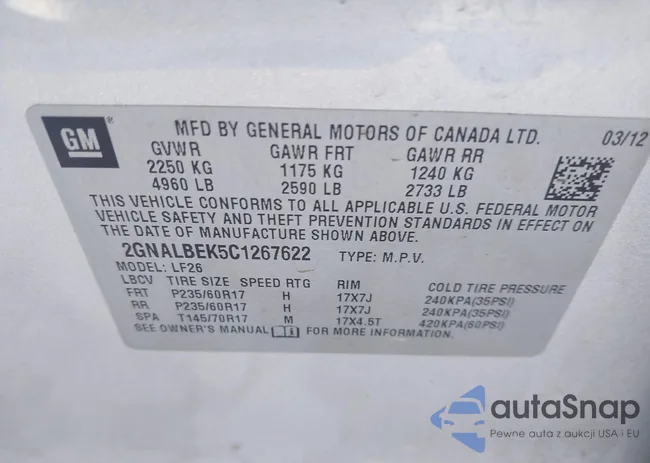 GM ® MFD BY GENERAL MOTORS OF CANADA LTD. 03/12
GVWR GAWR FRT GAWR RR
2250 KG 1175 KG 1240 KG
4960 LB 2590 LB 2733 LB
THIS VEHICLE CONFORMS TO ALL APPLICABLE U.S. FEDERAL MOTOR
VEHICLE SAFETY AND THEFT PREVENTION STANDARDS IN EFFECT ON
THE DATE OF MANUFACTURE SHOWN ABOVE.
2GNALBEK5C1267622 TYPE: M.P.V.
MODEL: LF26
LBCV TIRE SIZE SPEED RTG RIM COLD TIRE PRESSURE
FRT P235/60R17 H 17X7J 240KPA(35PSI)
RR P235/60R17 H 17X7J 240KPA(35PSI)
SPA T145/70R17 M 17X4.5T 420KPA(60PSI)
SEE OWNER'S MANUAL i FOR MORE INFORMATION.
autaSnap
Pewne auta z aukcji USA i EU